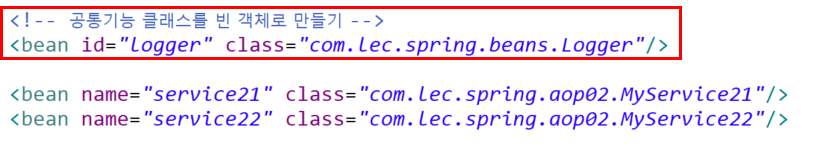 <!-- 공통기능 클래스를 빈 객체로 만들기 -->
<bean id="logger" class="com.lec.spring.beans.Logger"/>
<bean name="service21" class="com.lec.spring.aop02.MyService21"/>
<bean name="service22" class="com.lec.spring.aop02.MyService22"/>